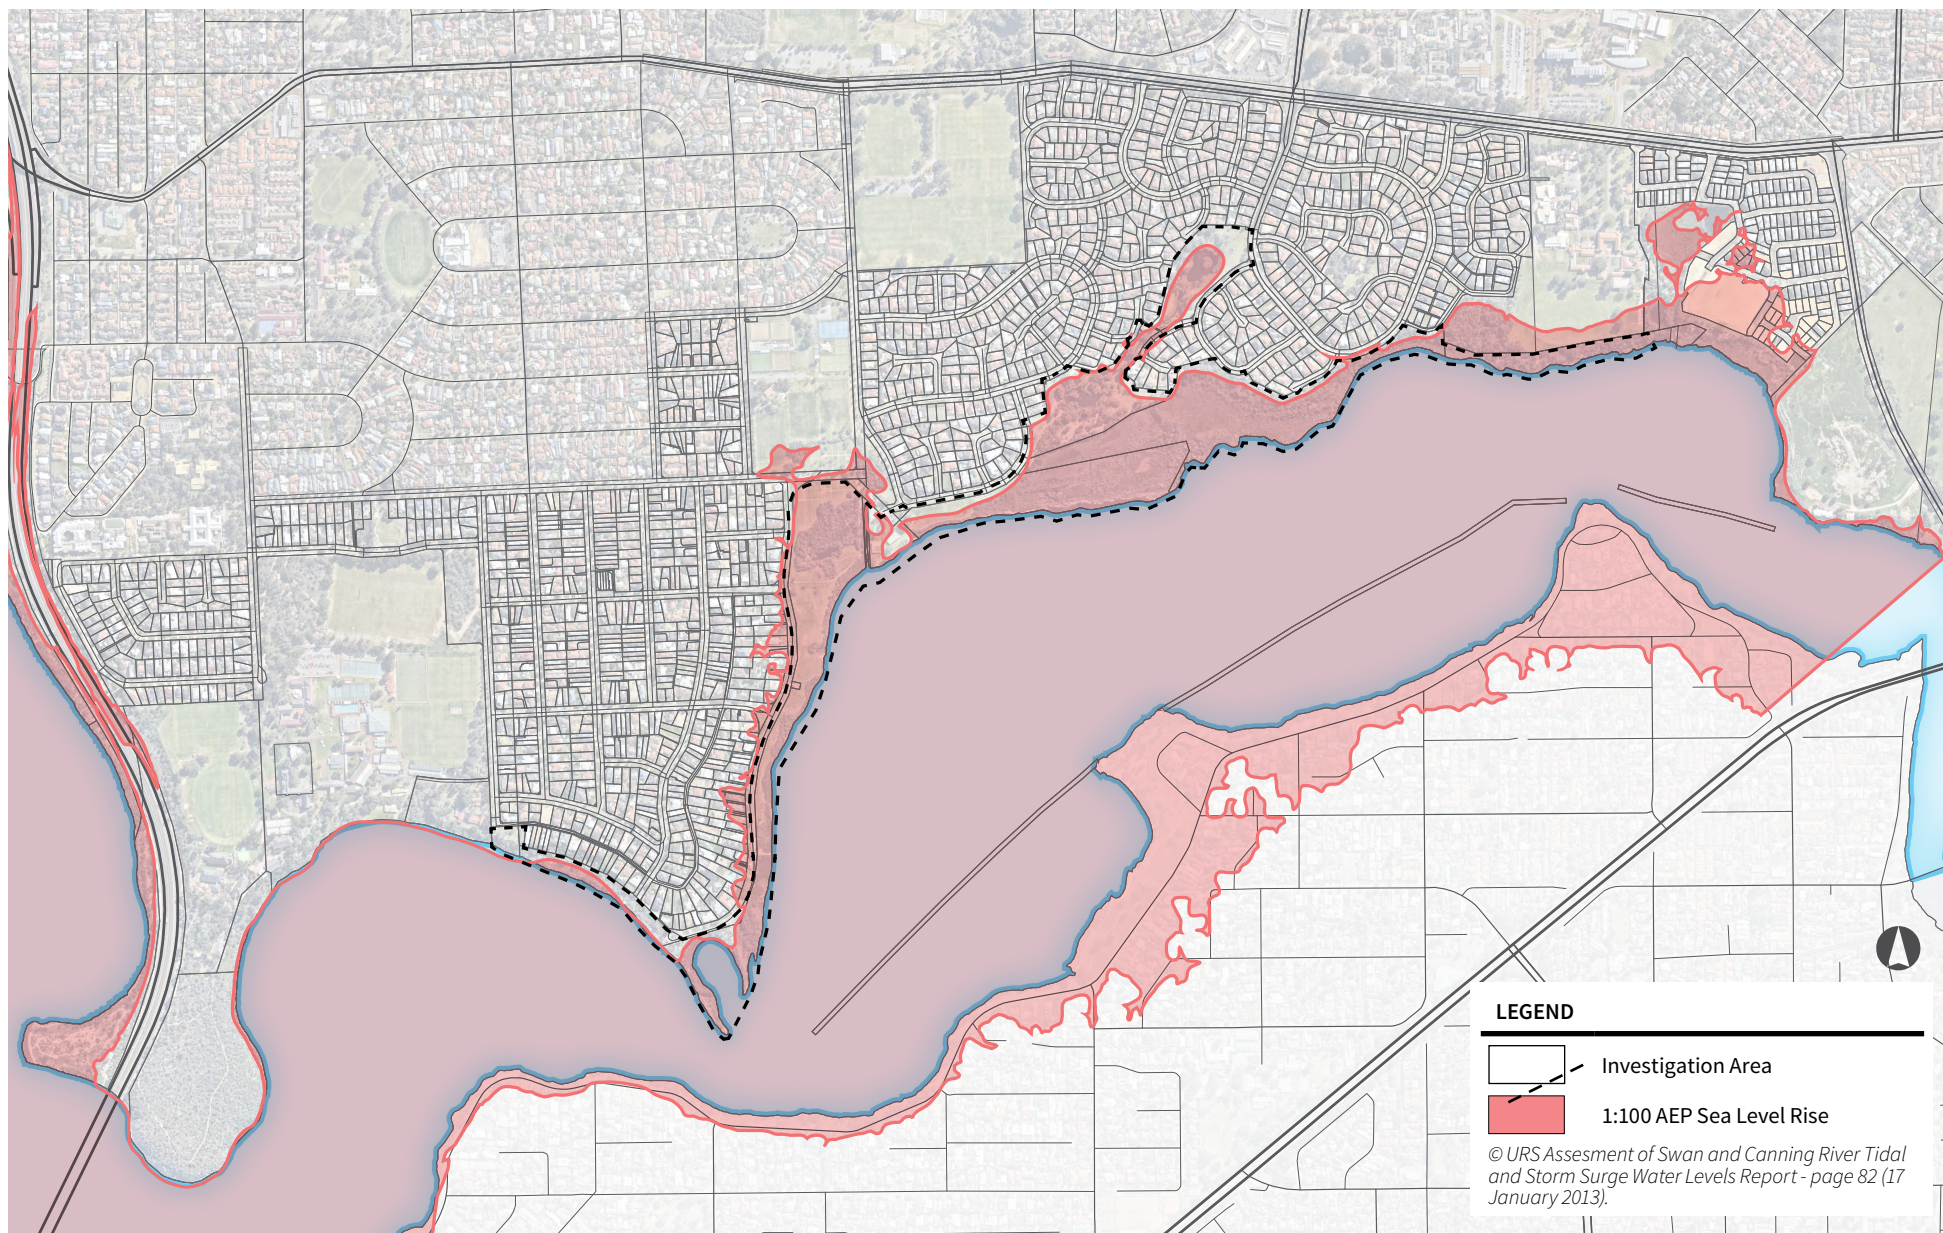 LEGEND
Investigation Area
1:100 AEP Sea Level Rise
© URS Assesment of Swan and Canning River Tidal
and Storm Surge Water Levels Report - page 82 (17
January 2013).